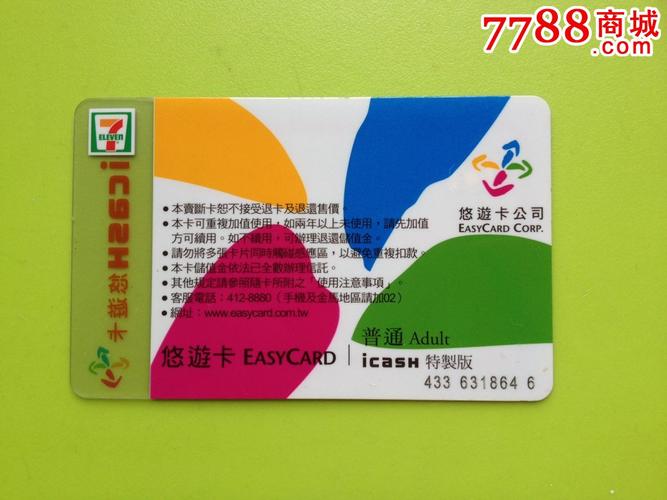 7788商城
.com
7
ELEVEN
icash
悠遊卡
悠遊卡公司
EASYCARD CORP.
●本賣斷卡恕不接受退卡及退還售價。
●本卡可重複加值使用，如兩年以上未使用，請先加值
方可續用。如不續用，可辦理退還儲值金。
●請勿將多張卡片同時觸碰感應區，以避免重複扣款。
●本卡儲值金依法已全數辦理信託。
●其他規定請參照隨卡所附之「使用注意事項」。
●客服電話：412-8880（手機及金馬地區請加02）
●網址：www.easycard.com.tw
普通 Adult
悠遊卡 EASYCARD | icash 特製版
433 631864 6